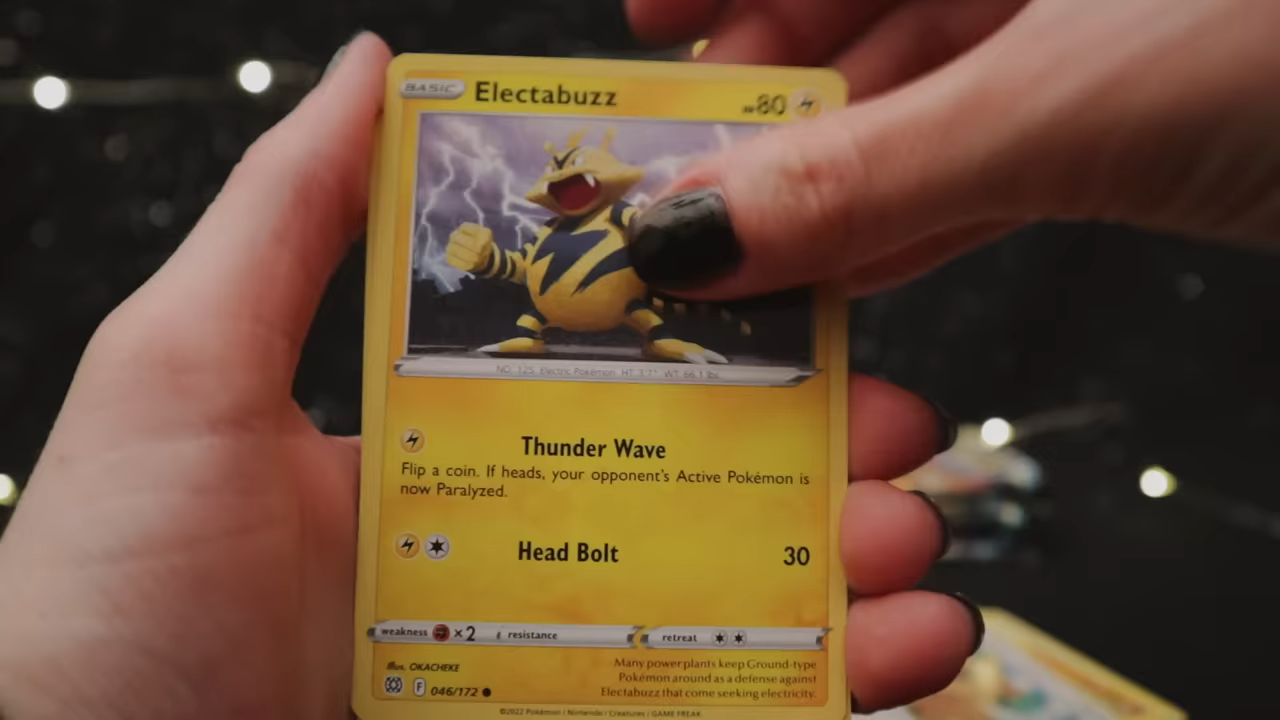 BASIC Electabuzz HP80
NO. 125 Electric Pokémon HT: 3'7" WT: 66.1 lbs.
Thunder Wave
Flip a coin. If heads, your opponent's Active Pokémon is
now Paralyzed.
Head Bolt 30
weakness ×2 resistance retreat
Illus. OKACHEKE
Many power plants keep Ground-type
Pokémon around as a defense against
Electabuzz that come seeking electricity.
F 046/172
©2022 Pokémon / Nintendo / Creatures / GAME FREAK